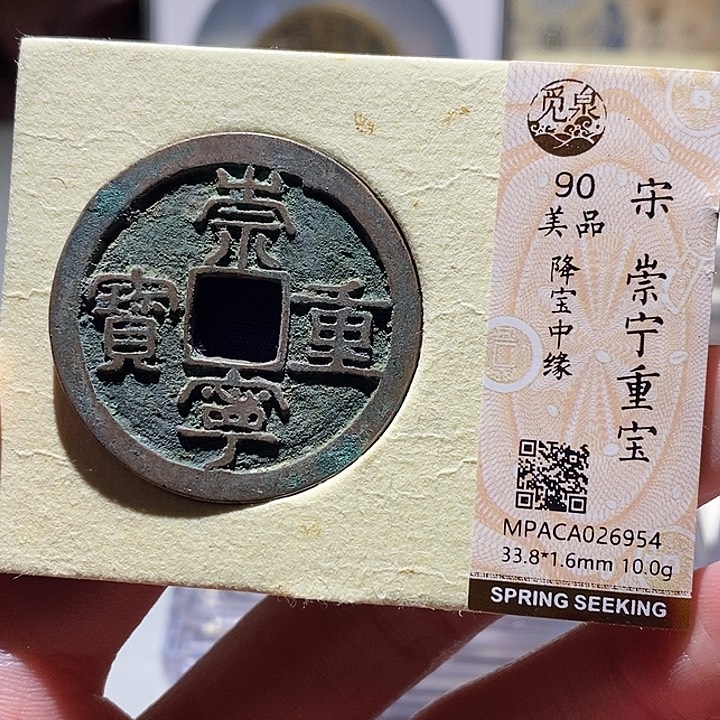 崇
重
寧
寶
觅泉
宋 崇宁重宝
90
美品
降宝中缘
MPACA026954
33.8*1.6mm 10.0g
SPRING SEEKING